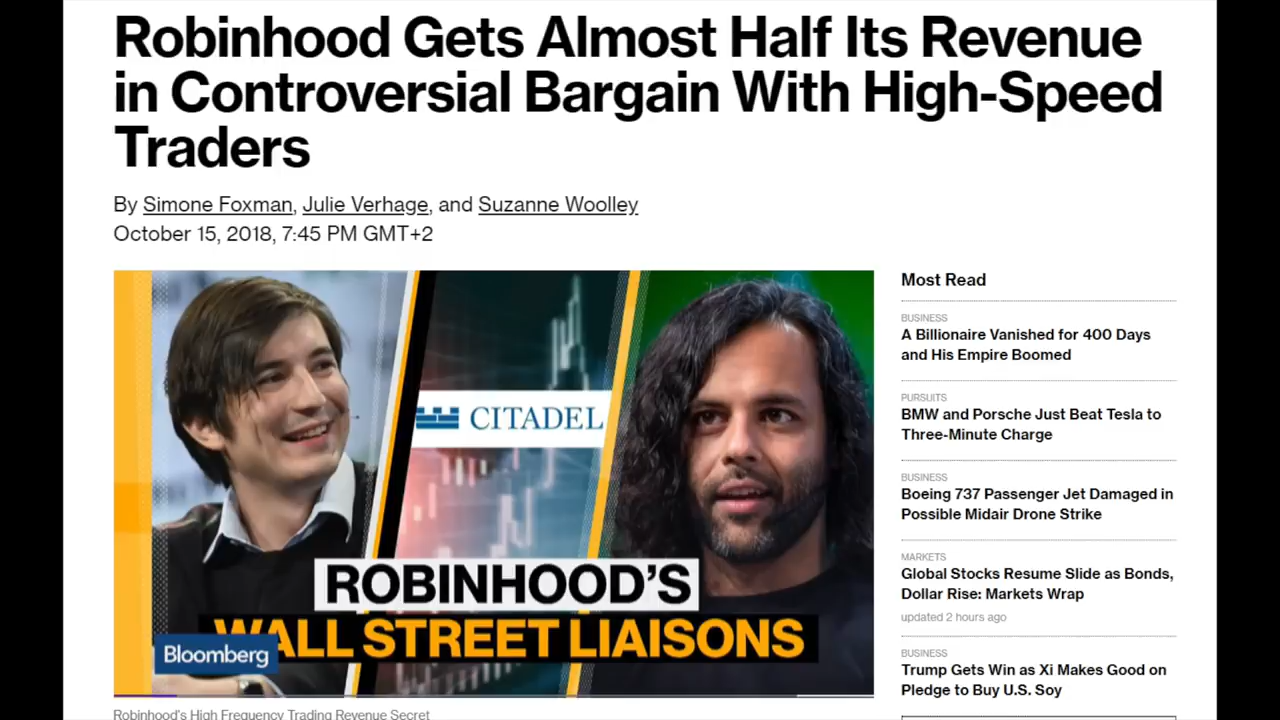 Robinhood Gets Almost Half Its Revenue
in Controversial Bargain With High-Speed
Traders
By Simone Foxman, Julie Verhage, and Suzanne Woolley
October 15, 2018, 7:45 PM GMT+2
CITADEL
ROBINHOOD'S
WALL STREET LIAISONS
Bloomberg
Robinhood's High Frequency Trading Revenue Secret
Most Read
BUSINESS
A Billionaire Vanished for 400 Days
and His Empire Boomed
PURSUITS
BMW and Porsche Just Beat Tesla to
Three-Minute Charge
BUSINESS
Boeing 737 Passenger Jet Damaged in
Possible Midair Drone Strike
MARKETS
Global Stocks Resume Slide as Bonds,
Dollar Rise: Markets Wrap
updated 2 hours ago
BUSINESS
Trump Gets Win as Xi Makes Good on
Pledge to Buy U.S. Soy